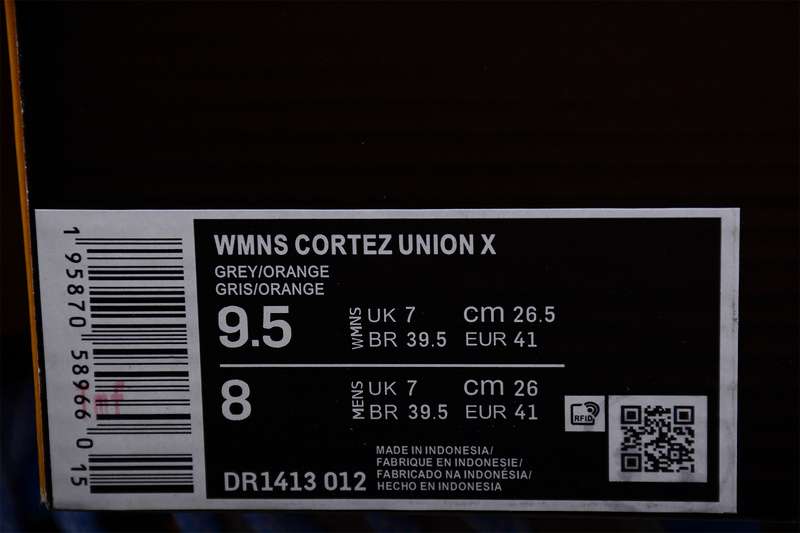 WMNS CORTEZ UNION X
GREY/ORANGE
GRIS/ORANGE
9.5 WMNS UK 7 cm 26.5
BR 39.5 EUR 41
8 MENS UK 7 cm 26
BR 39.5 EUR 41
RFID
MADE IN INDONESIA/
FABRIQUE EN INDONESIE/
FABRICADO NA INDONÉSIA/
HECHO EN INDONESIA
DR1413 012
1 95870 58966 0 15